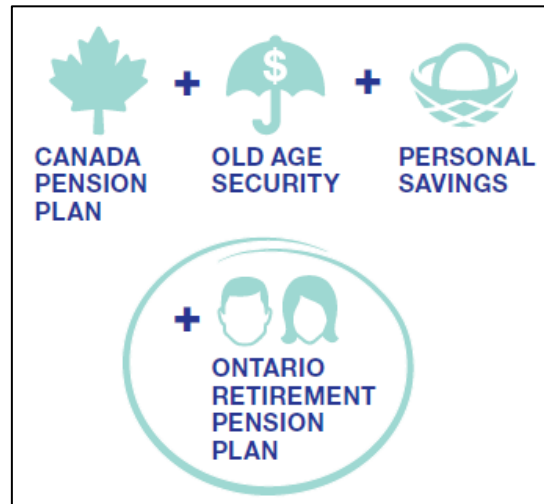 + $ +
CANADA
PENSION
PLAN
OLD AGE
SECURITY
PERSONAL
SAVINGS
+
ONTARIO
RETIREMENT
PENSION
PLAN